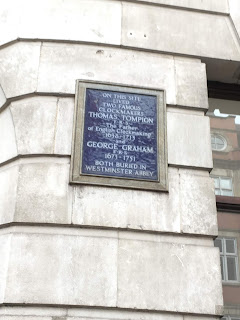 ON THIS SITE
LIVED
TWO FAMOUS
CLOCKMAKERS
THOMAS TOMPION
F.B.S.
The Father
of English Clockmaking
1638-1713
and
GEORGE GRAHAM
F.R.S.
1673-1751
BOTH BURIED IN
WESTMINSTER ABBEY